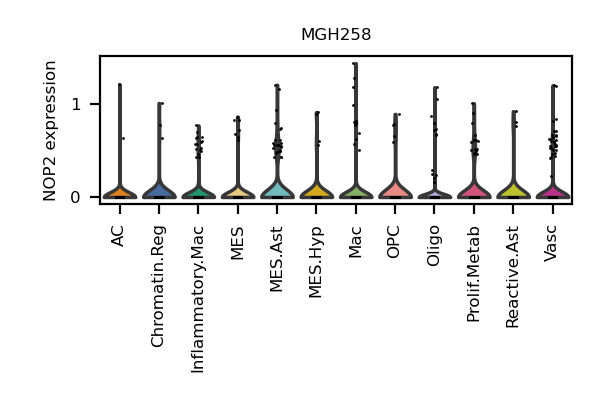 MGH258
NOP2 expression
1
0
AC
Chromatin.Reg
Inflammatory.Mac
MES
MES.Ast
MES.Hyp
Mac
OPC
Oligo
Prolif.Metab
Reactive.Ast
Vasc